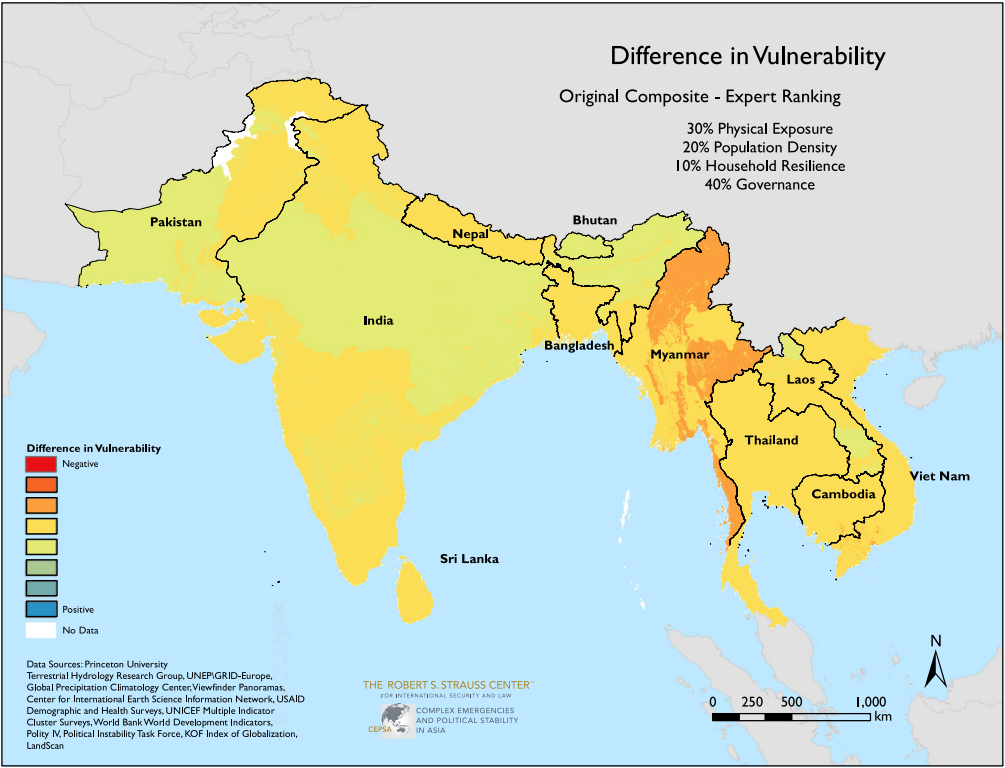 Difference in Vulnerability
Original Composite - Expert Ranking
30% Physical Exposure
20% Population Density
10% Household Resilience
40% Governance
Pakistan
Nepal
Bhutan
India
Bangladesh
Myanmar
Laos
Thailand
Viet Nam
Cambodia
Sri Lanka
Difference in Vulnerability
Negative
Positive
No Data
Data Sources: Princeton University
Terrestrial Hydrology Research Group, UNEP\GRID-Europe,
Global Precipitation Climatology Center,Viewfinder Panoramas,
Center for International Earth Science Information Network, USAID
Demographic and Health Surveys, UNICEF Multiple Indicator
Cluster Surveys,World Bank World Development Indicators,
Polity IV, Political Instability Task Force, KOF Index of Globalization,
LandScan
THE ROBERT S. STRAUSS CENTER™
FOR INTERNATIONAL SECURITY AND LAW
CEPSA
COMPLEX EMERGENCIES
AND POLITICAL STABILITY
IN ASIA
N
0 250 500 1,000
km